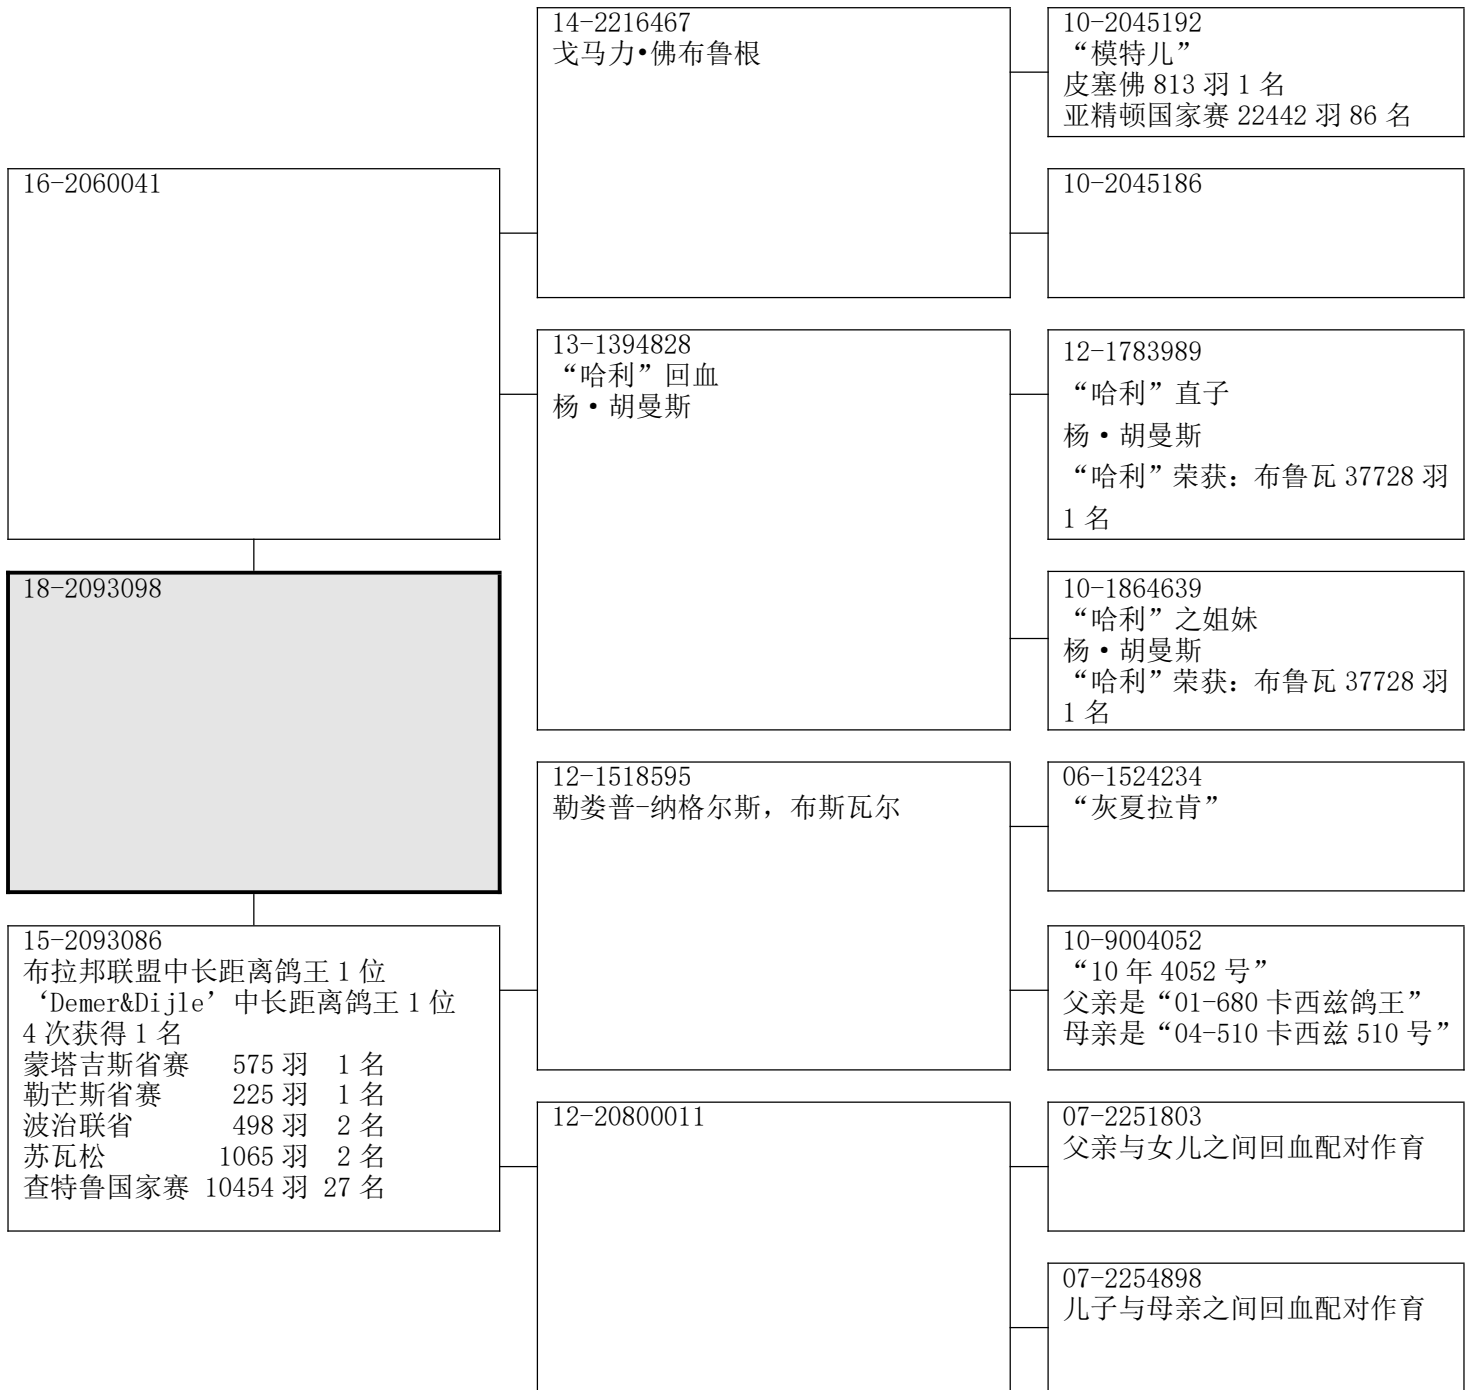 14-2216467
戈马力•佛布鲁根
10-2045192
“模特儿”
皮塞佛 813 羽 1 名
亚精顿国家赛 22442 羽 86 名
16-2060041
10-2045186
13-1394828
“哈利”回血
杨·胡曼斯
12-1783989
“哈利”直子
杨·胡曼斯
“哈利”荣获：布鲁瓦 37728 羽
1 名
18-2093098
10-1864639
“哈利”之姐妹
杨·胡曼斯
“哈利”荣获：布鲁瓦 37728 羽
1 名
12-1518595
勒娄普-纳格尔斯，布斯瓦尔
06-1524234
“灰夏拉肯”
15-2093086
布拉邦联盟中长距离鸽王 1 位
‘Demer&Dijle’中长距离鸽王 1 位
4 次获得 1 名
蒙塔吉斯省赛 575 羽 1 名
勒芒斯省赛 225 羽 1 名
波治联省 498 羽 2 名
苏瓦松 1065 羽 2 名
查特鲁国家赛 10454 羽 27 名
10-9004052
“10 年 4052 号”
父亲是“01-680 卡西兹鸽王”
母亲是“04-510 卡西兹 510 号”
12-20800011
07-2251803
父亲与女儿之间回血配对作育
07-2254898
儿子与母亲之间回血配对作育